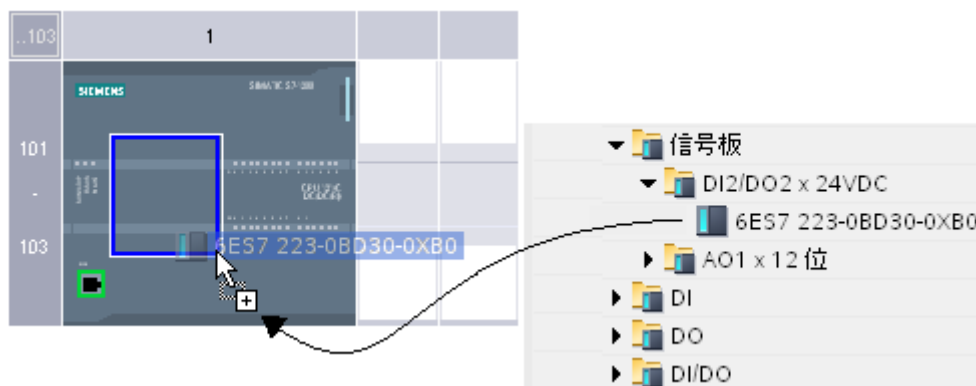 ..103
1
SIEMENS
SIMATIC S7-1200
101
-
103
6ES7 223-0BD30-0XB0
信号板
DI2/DO2 x 24VDC
6ES7 223-0BD30-0XB0
AO1 x 12 位
DI
DO
DI/DO